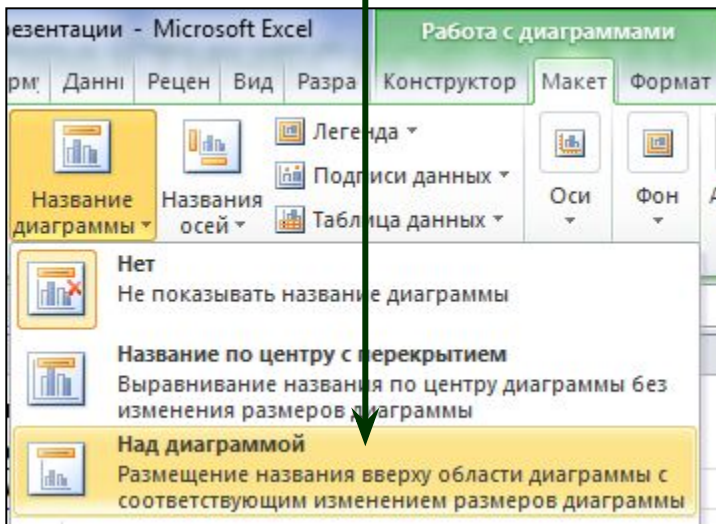 резентации - Microsoft Excel
Работа с диаграммами
рм Данні Рецен Вид Разра Конструктор Макет Формат
Название диаграммы
Названия осей
Легенда
Подписи данных
Таблица данных
Оси
Фон
Нет
Не показывать название диаграммы
Название по центру с перекрытием
Выравнивание названия по центру диаграммы без
изменения размеров диаграммы
Над диаграммой
Размещение названия вверху области диаграммы с
соответствующим изменением размеров диаграммы